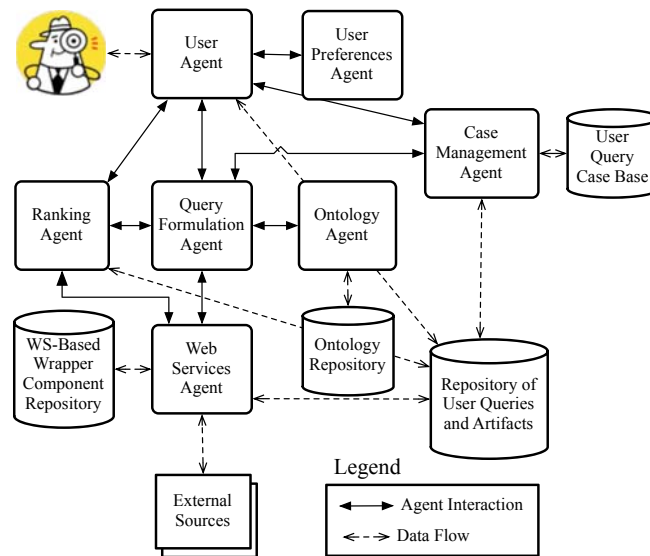 User
Agent
User
Preferences
Agent
Case
Management
Agent
User
Query
Case Base
Ranking
Agent
Query
Formulation
Agent
Ontology
Agent
WS-Based
Wrapper
Component
Repository
Web
Services
Agent
Ontology
Repository
Repository of
User Queries
and Artifacts
External
Sources
Legend
Agent Interaction
Data Flow